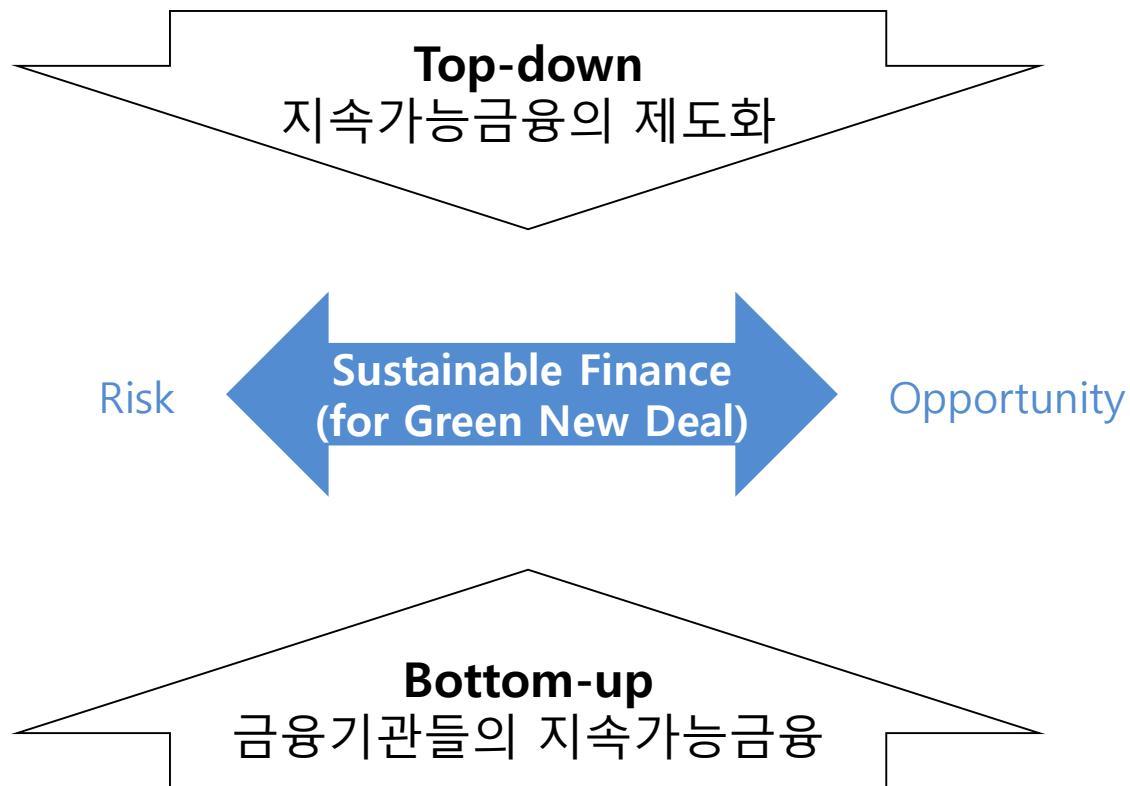 Top-down
지속가능금융의 제도화
Risk
Sustainable Finance
(for Green New Deal)
Opportunity
Bottom-up
금융기관들의 지속가능금융